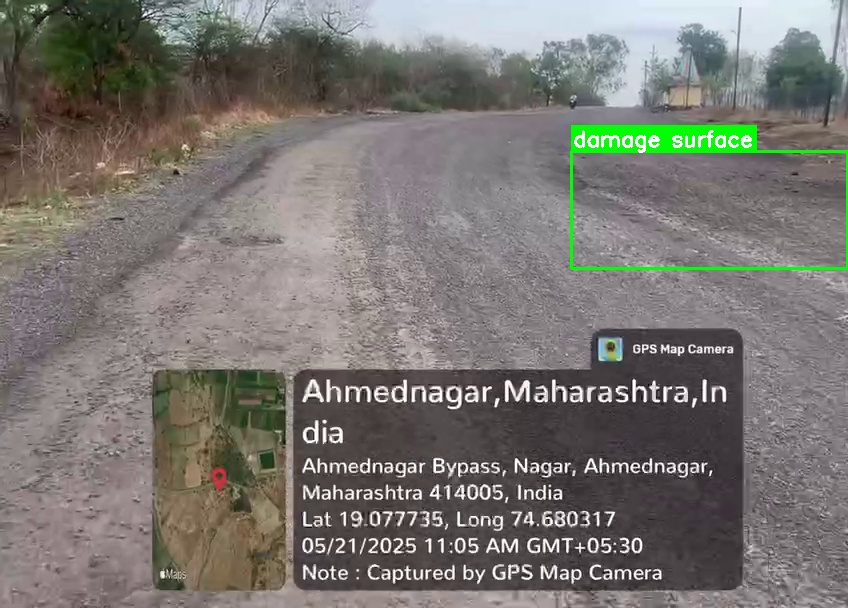 damage surface
GPS Map Camera
Ahmednagar,Maharashtra,In
dia
Ahmednagar Bypass, Nagar, Ahmednagar,
Maharashtra 414005, India
Lat 19.077735, Long 74.680317
05/21/2025 11:05 AM GMT+05:30
Note : Captured by GPS Map Camera
Maps